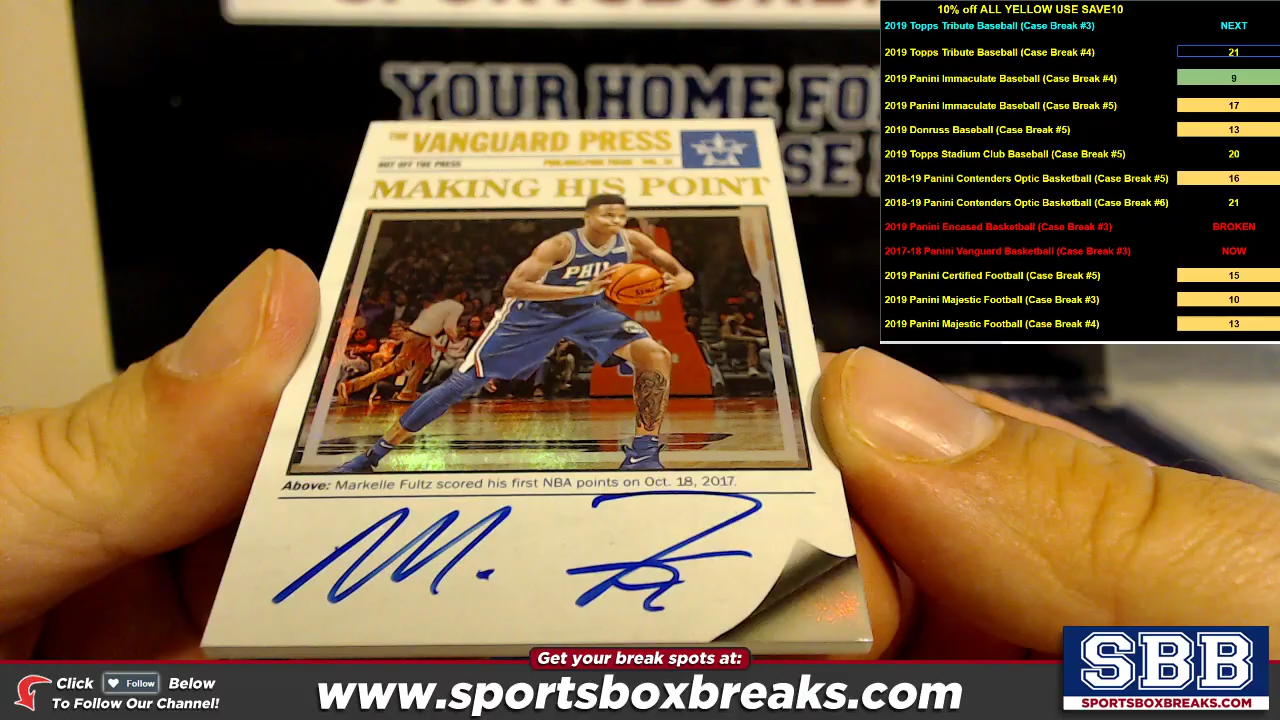 10% off ALL YELLOW USE SAVE10
2019 Topps Tribute Baseball (Case Break #3) NEXT
2019 Topps Tribute Baseball (Case Break #4) 21
2019 Panini Immaculate Baseball (Case Break #4) 9
2019 Panini Immaculate Baseball (Case Break #5) 17
2019 Donruss Baseball (Case Break #5) 13
2019 Topps Stadium Club Baseball (Case Break #5) 20
2018-19 Panini Contenders Optic Basketball (Case Break #5) 16
2018-19 Panini Contenders Optic Basketball (Case Break #6) 21
2019 Panini Encased Basketball (Case Break #3) BROKEN
2017-18 Panini Vanguard Basketball (Case Break #3) NOW
2019 Panini Certified Football (Case Break #5) 15
2019 Panini Majestic Football (Case Break #3) 10
2019 Panini Majestic Football (Case Break #4) 13
YOUR HOME FO
SE
THE VANGUARD PRESS
HOT OFF THE PRESS
MAKING HIS POINT
PHIL
Above: Markelle Fultz scored his first NBA points on Oct. 18, 2017.
M.
Get your break spots at:
Click Follow Below
To Follow Our Channel!
www.sportsboxbreaks.com
SBB
SPORTSBOXBREAKS.COM